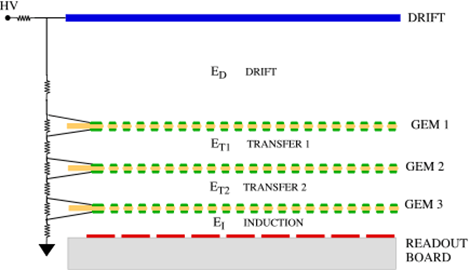 HV
DRIFT
E_D DRIFT
GEM 1
E_T1 TRANSFER 1
GEM 2
E_T2 TRANSFER 2
GEM 3
E_I INDUCTION
READOUT
BOARD